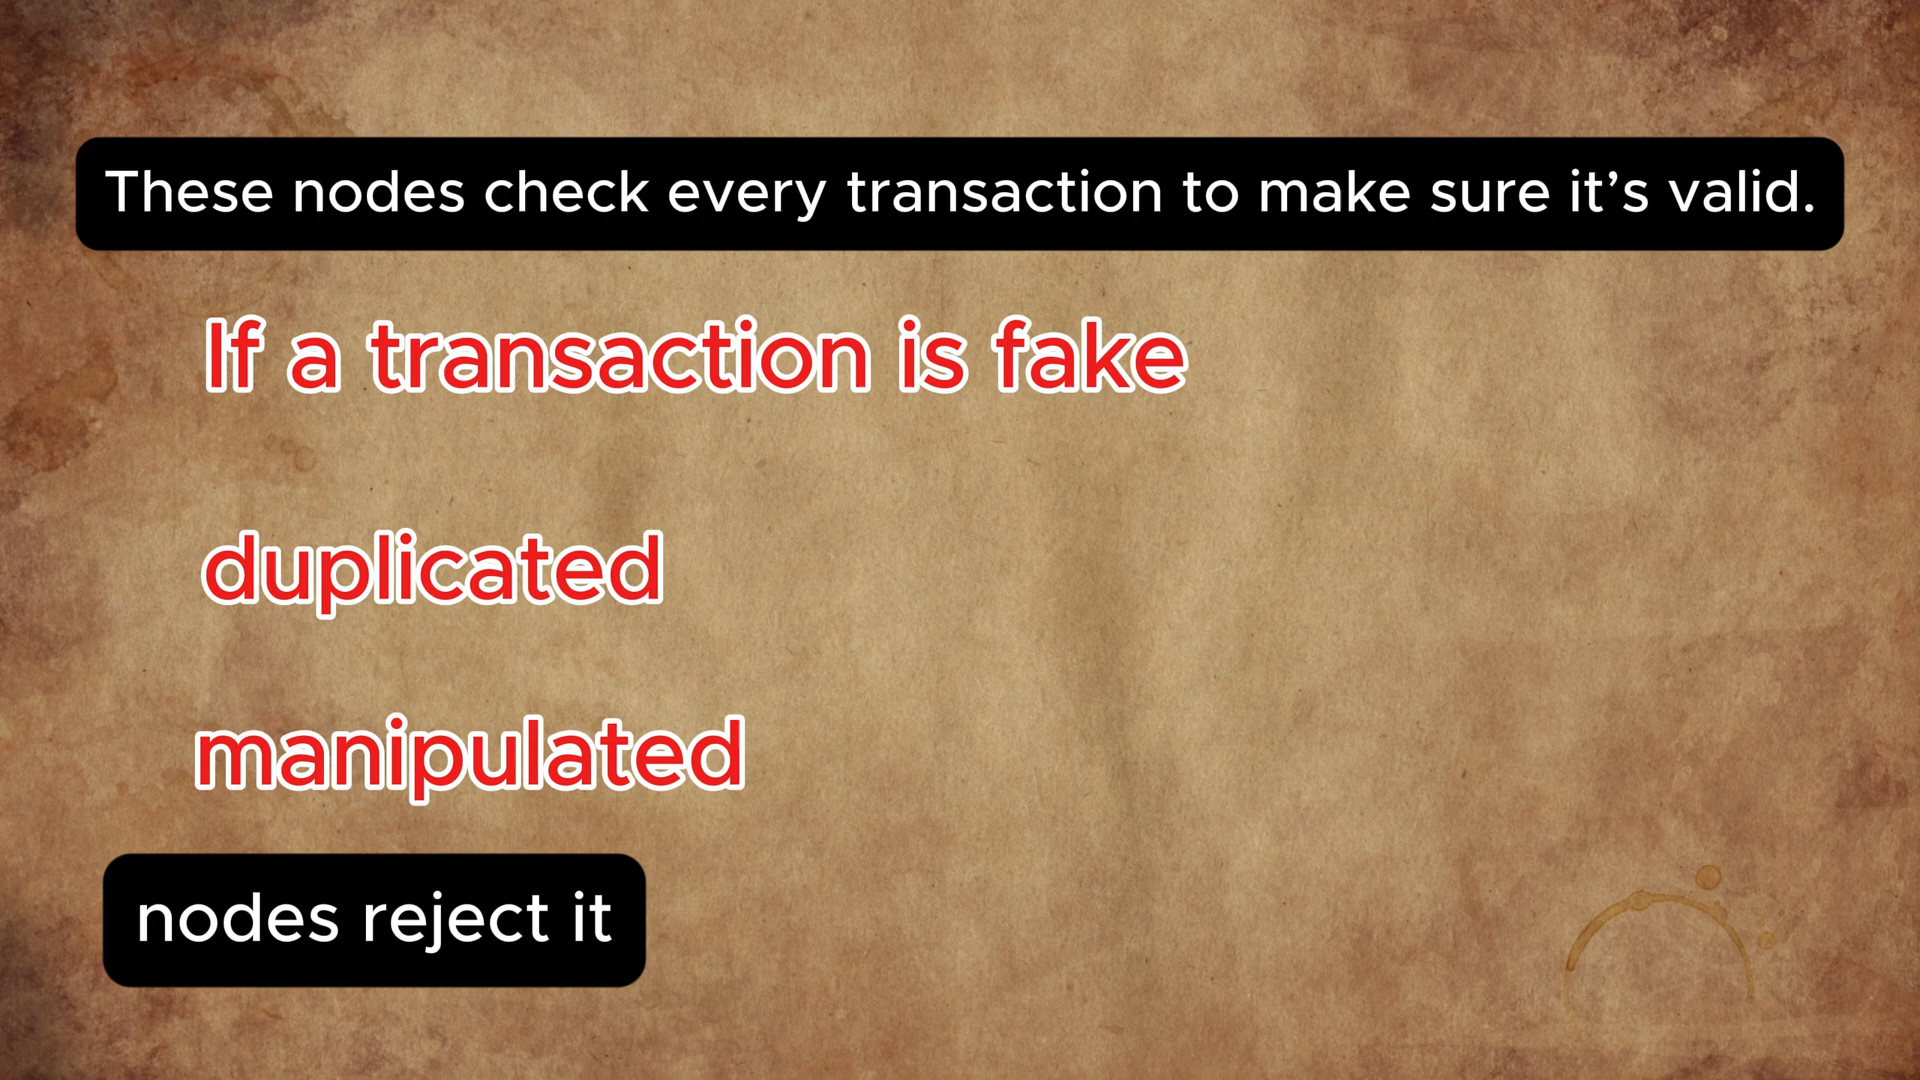 These nodes check every transaction to make sure it’s valid.
If a transaction is fake
duplicated
manipulated
nodes reject it